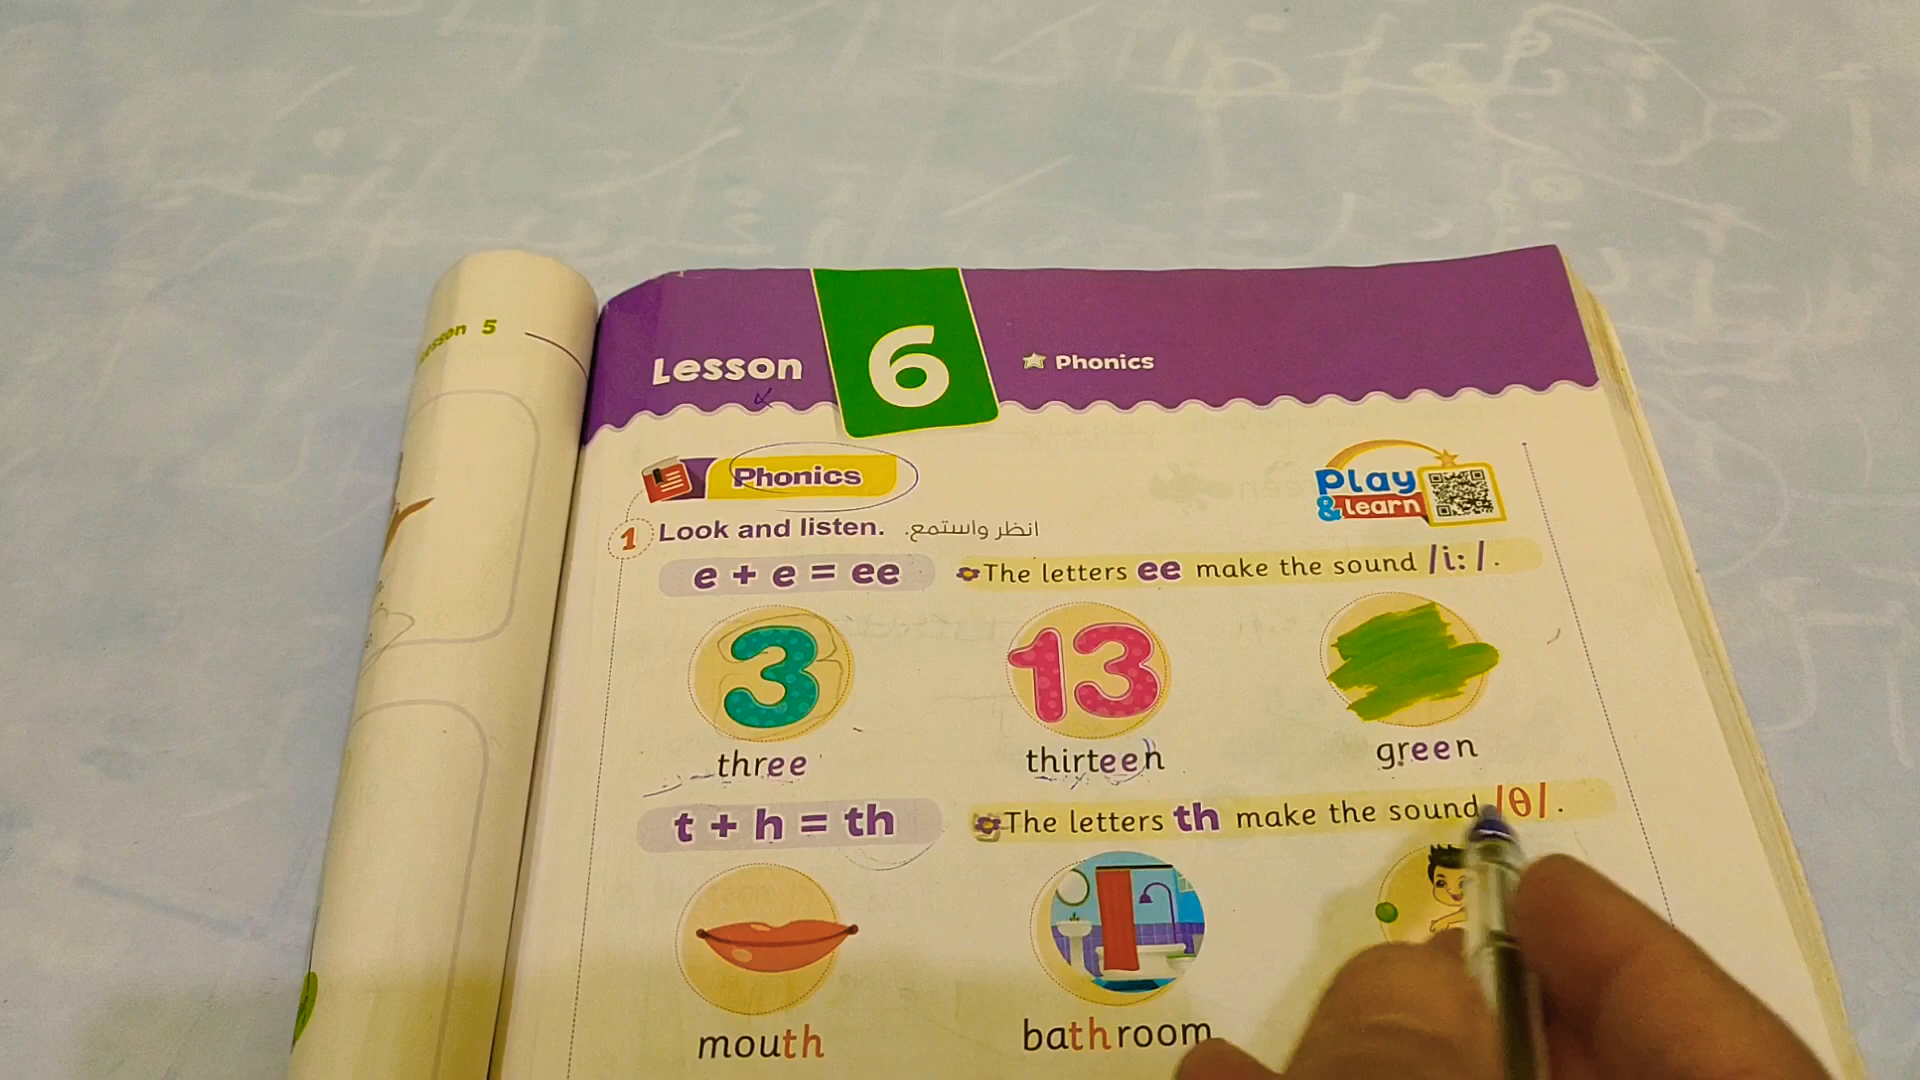 Lesson 5
Lesson 6
Phonics
Phonics
Play & Learn
1 Look and listen. انظر واستمع.
e + e = ee
The letters ee make the sound /i:/.
3
13
three
thirteen
green
t + h = th
The letters th make the sound /θ/.
mouth
bathroom